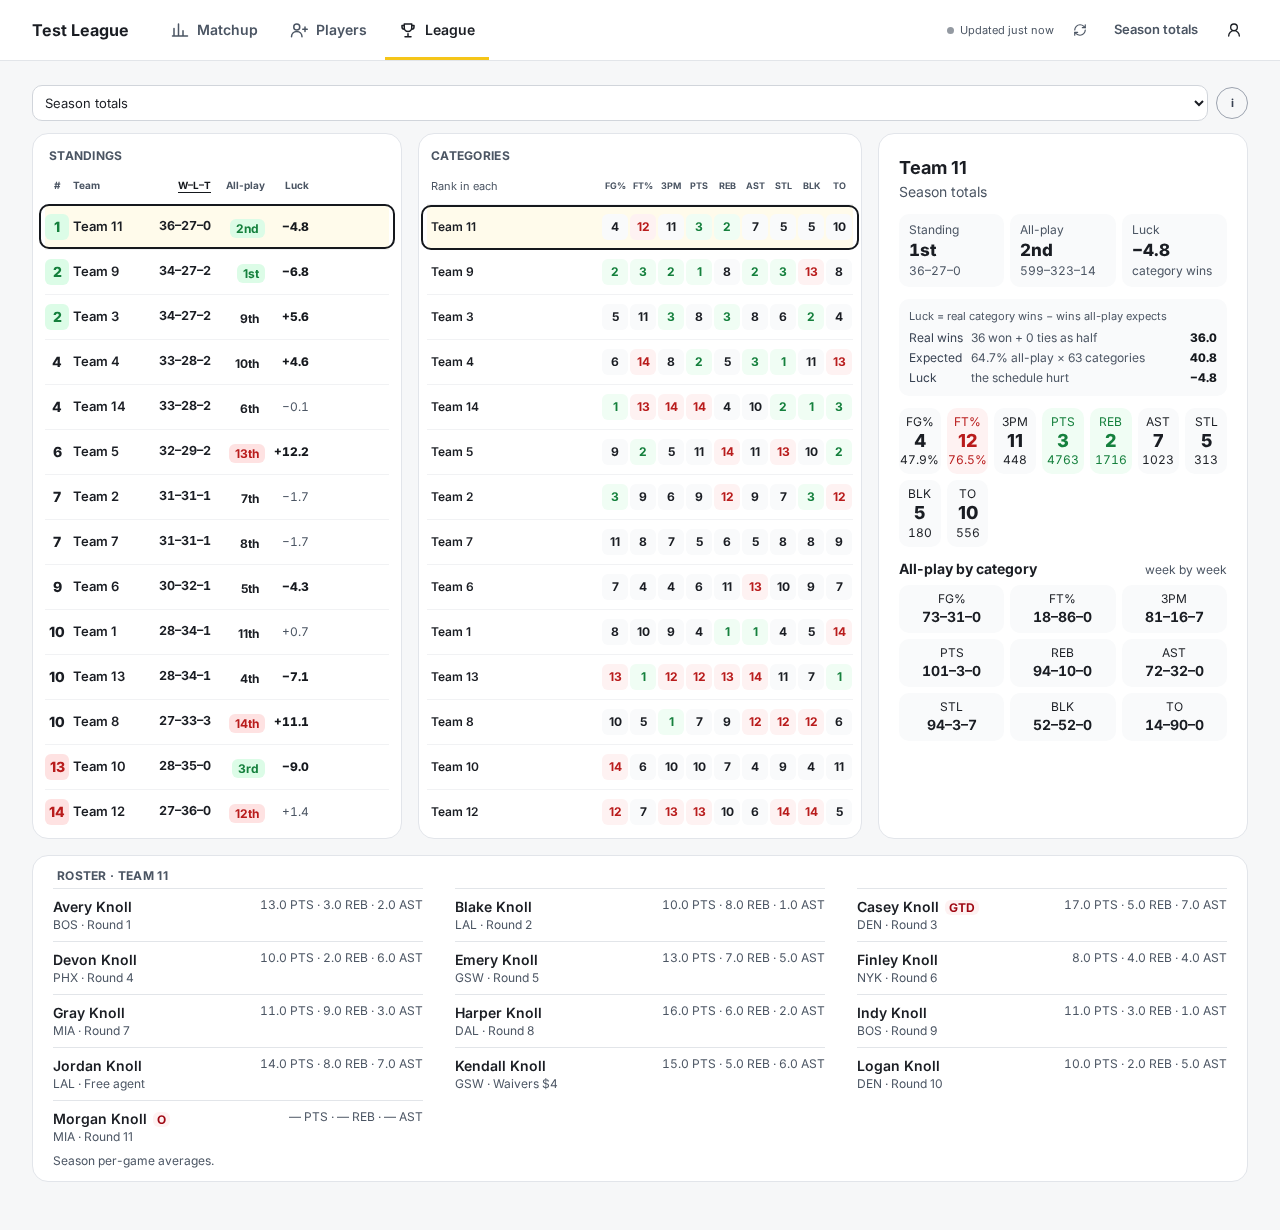 Test League
Matchup
Players
League
Updated just now
Season totals
Season totals
i
STANDINGS
# Team W–L–T All-play Luck
1 Team 11 36–27–0 2nd −4.8
2 Team 9 34–27–2 1st −6.8
2 Team 3 34–27–2 9th +5.6
4 Team 4 33–28–2 10th +4.6
4 Team 14 33–28–2 6th −0.1
6 Team 5 32–29–2 13th +12.2
7 Team 2 31–31–1 7th −1.7
7 Team 7 31–31–1 8th −1.7
9 Team 6 30–32–1 5th −4.3
10 Team 1 28–34–1 11th +0.7
10 Team 13 28–34–1 4th −7.1
10 Team 8 27–33–3 14th +11.1
13 Team 10 28–35–0 3rd −9.0
14 Team 12 27–36–0 12th +1.4
CATEGORIES
Rank in each FG% FT% 3PM PTS REB AST STL BLK TO
Team 11 4 12 11 3 2 7 5 5 10
Team 9 2 3 2 1 8 2 3 13 8
Team 3 5 11 3 8 3 8 6 2 4
Team 4 6 14 8 2 5 3 1 11 13
Team 14 1 13 14 14 4 10 2 1 3
Team 5 9 2 5 11 14 11 13 10 2
Team 2 3 9 6 9 12 9 7 3 12
Team 7 11 8 7 5 6 5 8 8 9
Team 6 7 4 4 6 11 13 10 9 7
Team 1 8 10 9 4 1 1 4 5 14
Team 13 13 1 12 12 13 14 11 7 1
Team 8 10 5 1 7 9 12 12 12 6
Team 10 14 6 10 10 7 4 9 4 11
Team 12 12 7 13 13 10 6 14 14 5
Team 11
Season totals
Standing All-play Luck
1st 2nd −4.8
36–27–0 599–323–14 category wins
Luck = real category wins − wins all-play expects
Real wins 36 won + 0 ties as half 36.0
Expected 64.7% all-play × 63 categories 40.8
Luck the schedule hurt −4.8
FG% FT% 3PM PTS REB AST STL
4 12 11 3 2 7 5
47.9% 76.5% 448 4763 1716 1023 313
BLK TO
5 10
180 556
All-play by category week by week
FG% FT% 3PM
73–31–0 18–86–0 81–16–7
PTS REB AST
101–3–0 94–10–0 72–32–0
STL BLK TO
94–3–7 52–52–0 14–90–0
ROSTER · TEAM 11
Avery Knoll 13.0 PTS · 3.0 REB · 2.0 AST
BOS · Round 1
Blake Knoll 10.0 PTS · 8.0 REB · 1.0 AST
LAL · Round 2
Casey Knoll GTD 17.0 PTS · 5.0 REB · 7.0 AST
DEN · Round 3
Devon Knoll 10.0 PTS · 2.0 REB · 6.0 AST
PHX · Round 4
Emery Knoll 13.0 PTS · 7.0 REB · 5.0 AST
GSW · Round 5
Finley Knoll 8.0 PTS · 4.0 REB · 4.0 AST
NYK · Round 6
Gray Knoll 11.0 PTS · 9.0 REB · 3.0 AST
MIA · Round 7
Harper Knoll 16.0 PTS · 6.0 REB · 2.0 AST
DAL · Round 8
Indy Knoll 11.0 PTS · 3.0 REB · 1.0 AST
BOS · Round 9
Jordan Knoll 14.0 PTS · 8.0 REB · 7.0 AST
LAL · Free agent
Kendall Knoll 15.0 PTS · 5.0 REB · 6.0 AST
GSW · Waivers $4
Logan Knoll 10.0 PTS · 2.0 REB · 5.0 AST
DEN · Round 10
Morgan Knoll O — PTS · — REB · — AST
MIA · Round 11
Season per-game averages.